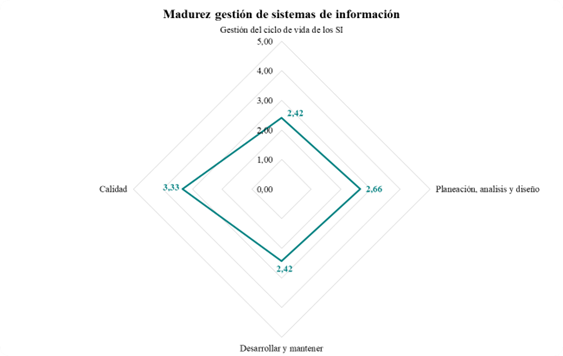 Madurez gestión de sistemas de información
Gestión del ciclo de vida de los SI
5,00
4,00
3,00
2,42
2,00
1,00
Calidad
3,33
0,00
2,66
Planeación, analisis y diseño
2,42
Desarrollar y mantener